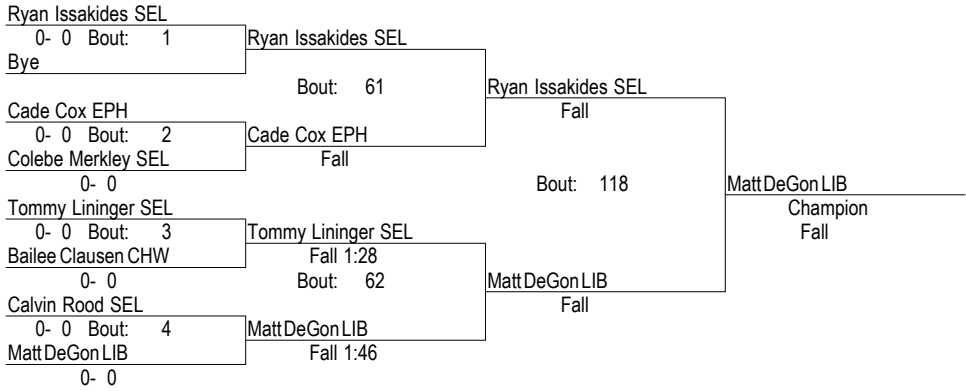 Ryan Issakides SEL
0- 0 Bout: 1
Ryan Issakides SEL
Bye
Bout: 61
Ryan Issakides SEL
Cade Cox EPH
Fall
0- 0 Bout: 2
Cade Cox EPH
Colebe Merkley SEL
Fall
0- 0
Bout: 118
Matt DeGon LIB
Tommy Lininger SEL
Champion
0- 0 Bout: 3
Tommy Lininger SEL
Fall
Bailee Clausen CHW
Fall 1:28
0- 0
Bout: 62
Matt DeGon LIB
Calvin Rood SEL
Fall
0- 0 Bout: 4
Matt DeGon LIB
Matt DeGon LIB
Fall 1:46
0- 0